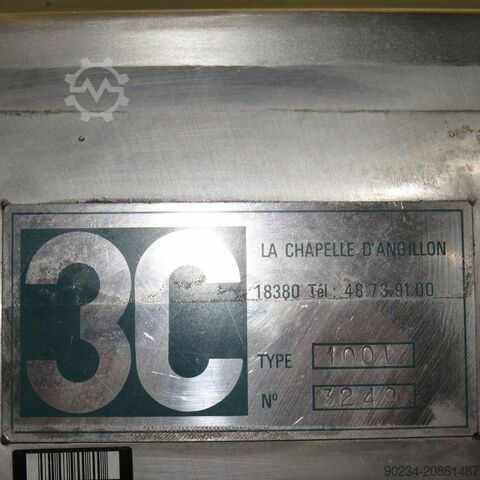 3C
LA CHAPELLE D'ANGILLON
18380 Tél : 48.73.91.00
TYPE 100L
N° 3249
90234-20861487